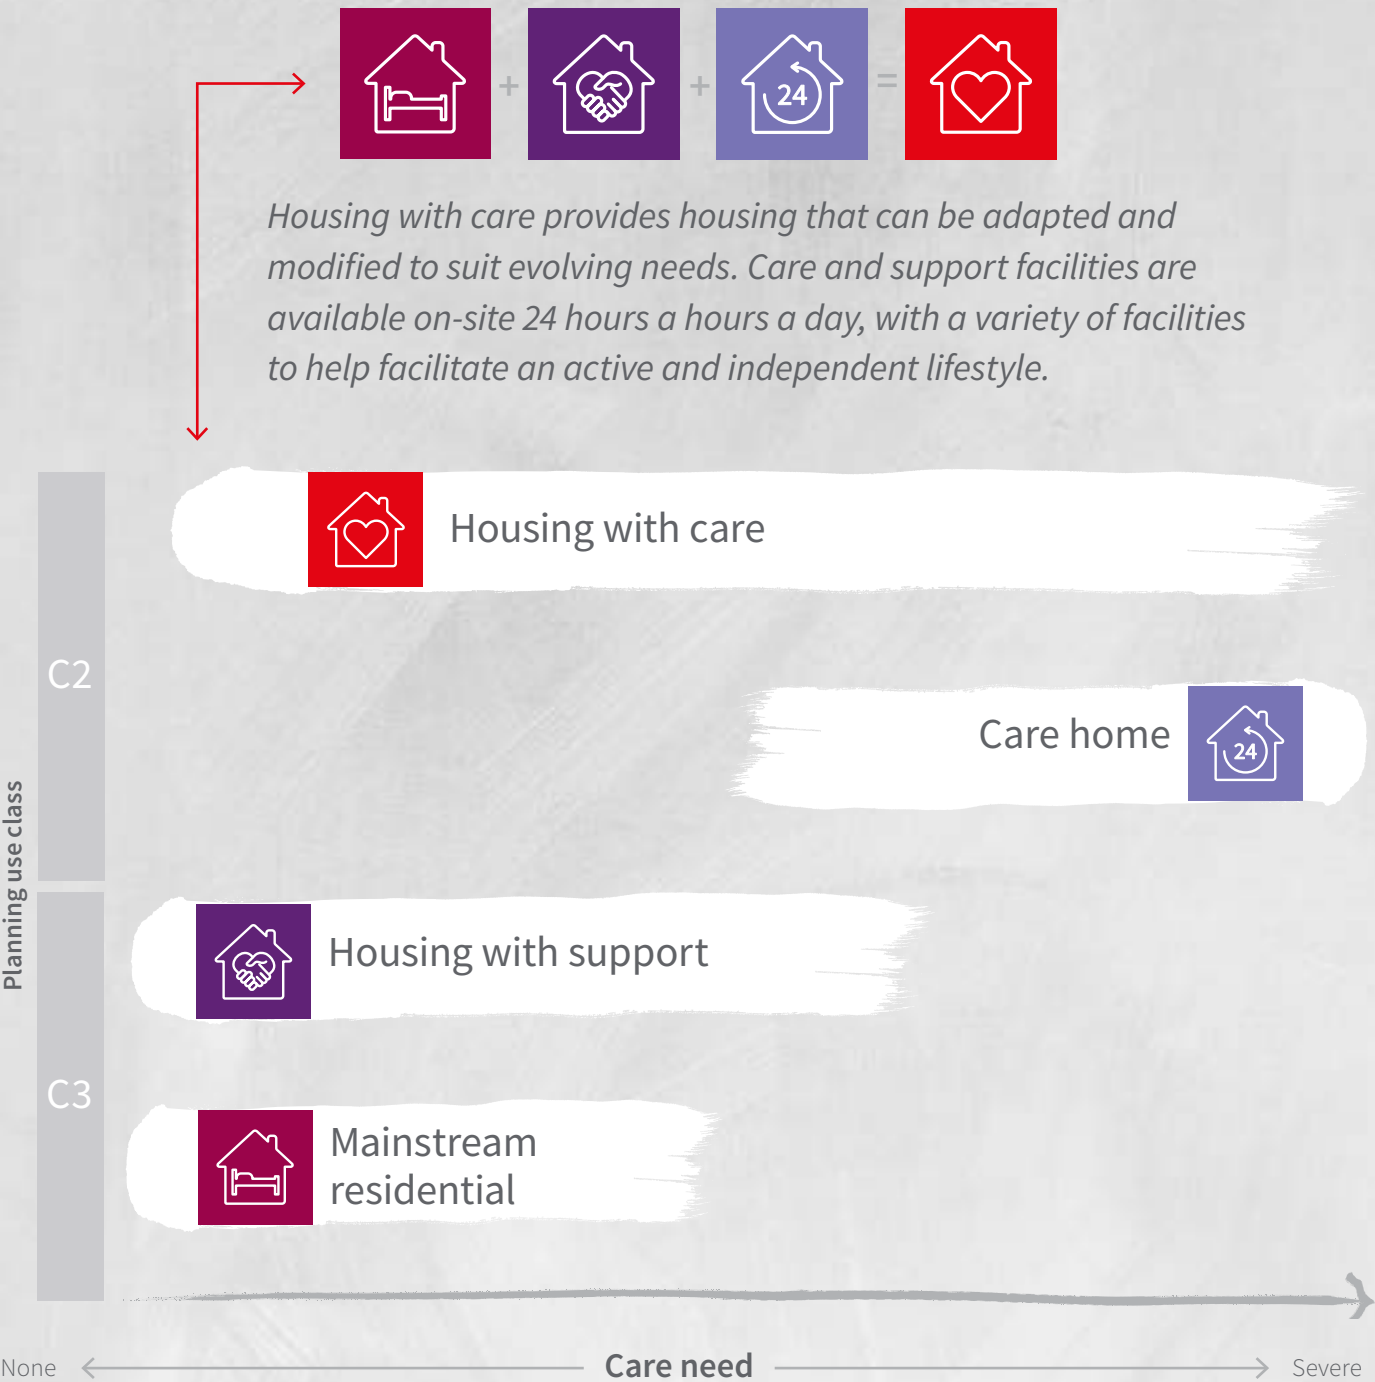 + + 24 =
Housing with care provides housing that can be adapted and
modified to suit evolving needs. Care and support facilities are
available on-site 24 hours a hours a day, with a variety of facilities
to help facilitate an active and independent lifestyle.
Housing with care
C2
Care home
24
Planning use class
Housing with support
C3
Mainstream
residential
None
Care need
Severe